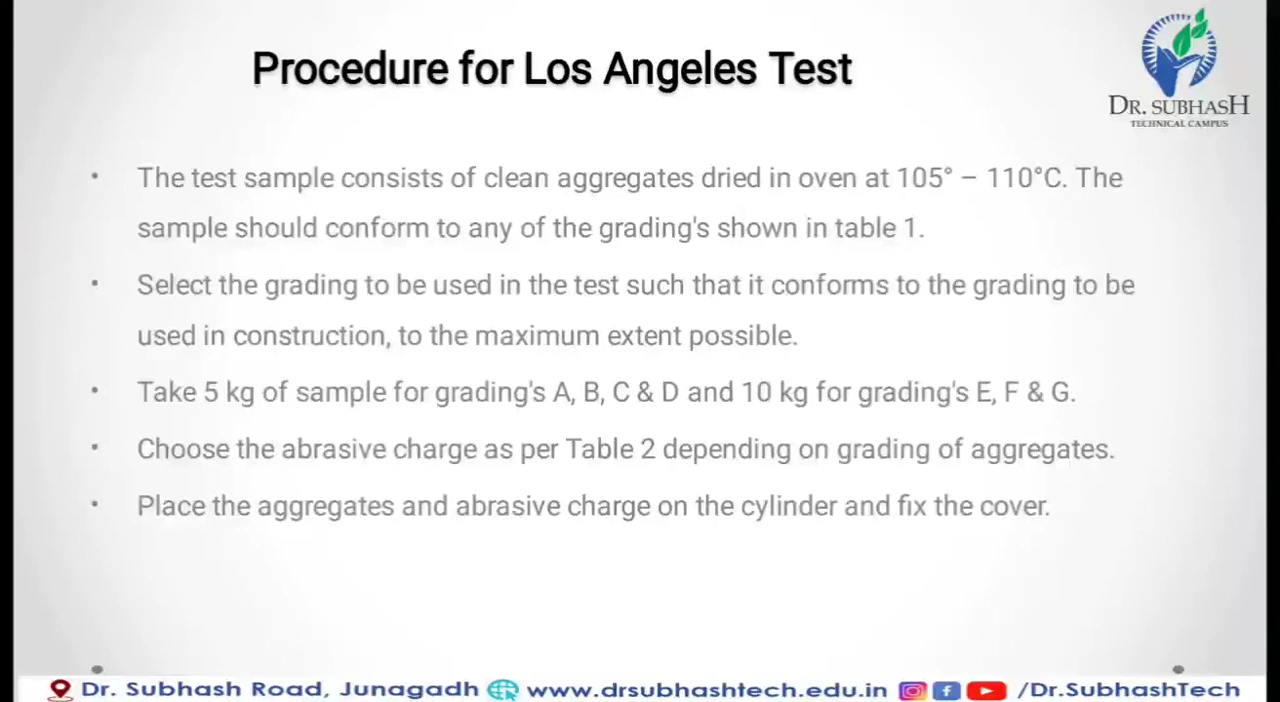 Procedure for Los Angeles Test
DR. SUBHASH
TECHNICAL CAMPUS
• The test sample consists of clean aggregates dried in oven at 105° – 110°C. The
sample should conform to any of the grading's shown in table 1.
• Select the grading to be used in the test such that it conforms to the grading to be
used in construction, to the maximum extent possible.
• Take 5 kg of sample for grading's A, B, C & D and 10 kg for grading's E, F & G.
• Choose the abrasive charge as per Table 2 depending on grading of aggregates.
• Place the aggregates and abrasive charge on the cylinder and fix the cover.
Dr. Subhash Road, Junagadh www.drsubhashtech.edu.in /Dr.SubhashTech